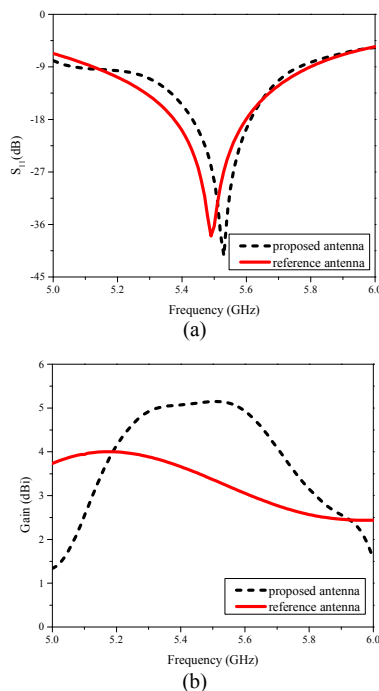 0
-9
-18
-27
-36
-45
S11(dB)
proposed antenna
reference antenna
5.0 5.2 5.4 5.6 5.8 6.0
Frequency (GHz)
(a)
6
5
4
3
2
1
0
Gain (dBi)
proposed antenna
reference antenna
5.0 5.2 5.4 5.6 5.8 6.0
Frequency (GHz)
(b)